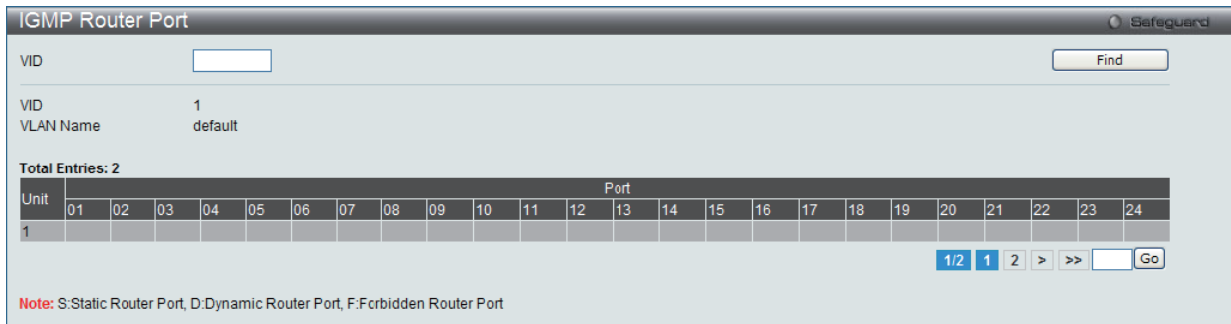 IGMP Router Port
Safeguard
VID
Find
VID 1
VLAN Name default
Total Entries: 2
Unit Port
01 02 03 04 05 06 07 08 09 10 11 12 13 14 15 16 17 18 19 20 21 22 23 24
1
1/2 1 2 > >> Go
Note: S:Static Router Port, D:Dynamic Router Port, F:Forbidden Router Port